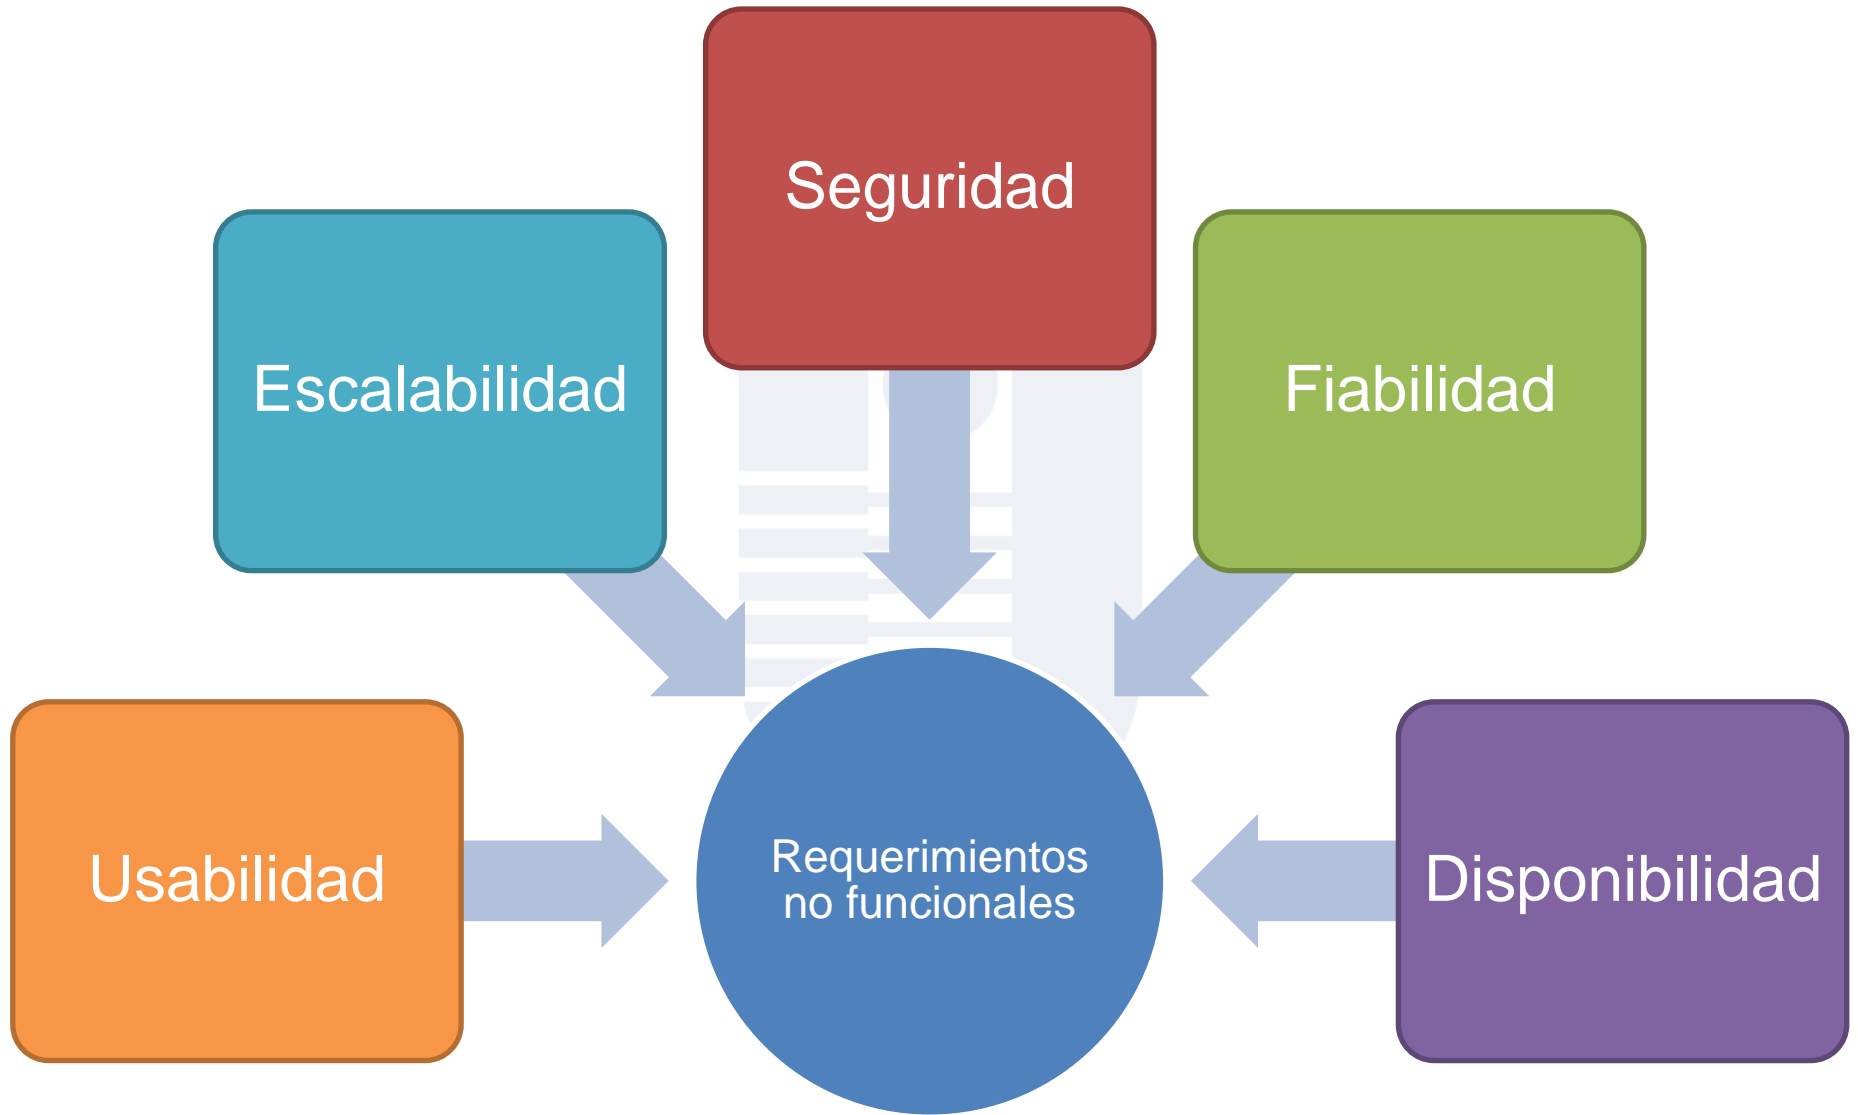 Seguridad
Escalabilidad
Fiabilidad
Usabilidad
Requerimientos
no funcionales
Disponibilidad